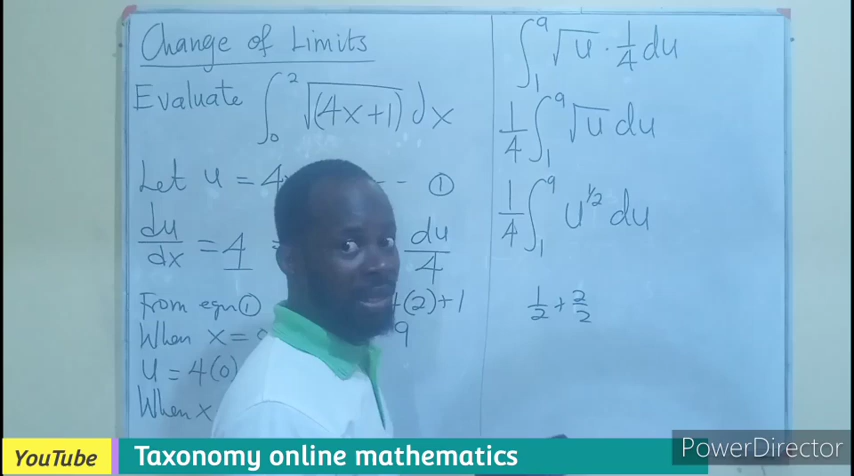 Change of Limits
Evaluate ∫₀² √(4x+1) dx
Let u = 4 - - ①
du/dx = 4 du/4
From eqn① (2)+1
When x = 9
u = 4(0)
When x
∫₁⁹ √u · 1/4 du
1/4 ∫₁⁹ √u du
1/4 ∫₁⁹ u^1/2 du
1/2 + 2/2
YouTube Taxonomy online mathematics
PowerDirector